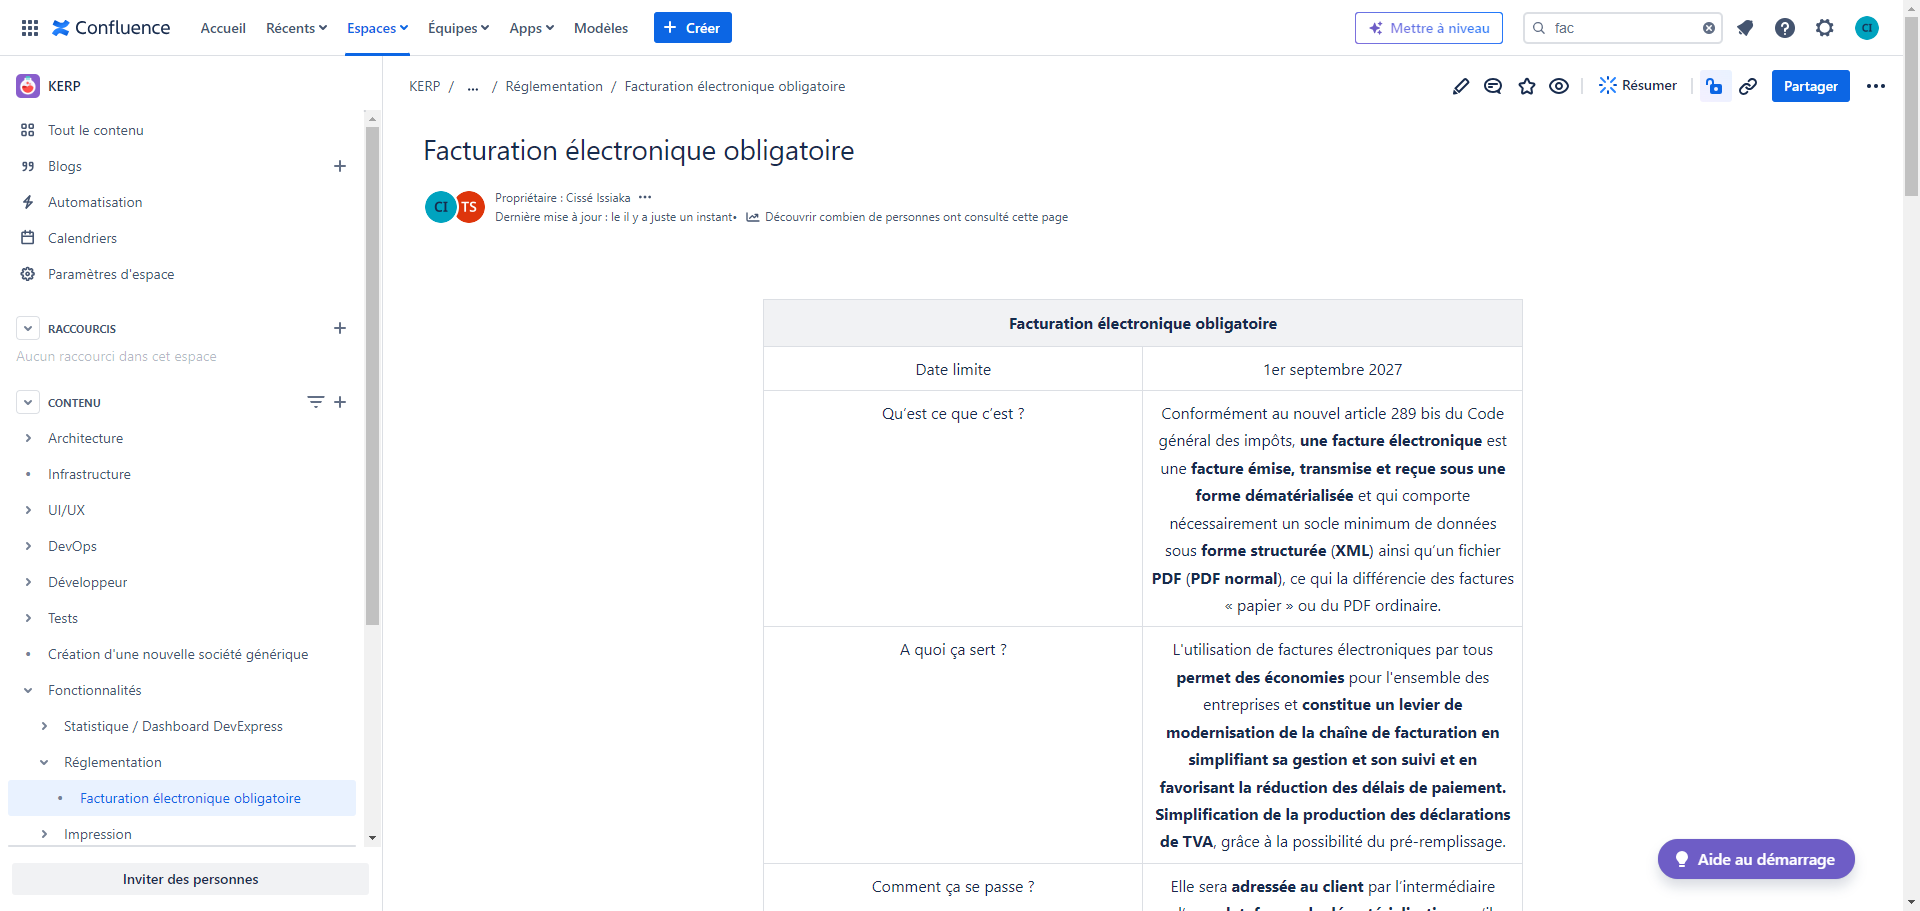 Confluence
Accueil
Récents
Espaces
Équipes
Apps
Modèles
Créer
Mettre à niveau
fac
CI
KERP
Tout le contenu
Blogs
Automatisation
Calendriers
Paramètres d'espace
RACCOURCIS
Aucun raccourci dans cet espace
CONTENU
Architecture
Infrastructure
UI/UX
DevOps
Développeur
Tests
Création d'une nouvelle société générique
Fonctionnalités
Statistique / Dashboard DevExpress
Réglementation
Facturation électronique obligatoire
Impression
Inviter des personnes
KERP / ... / Réglementation / Facturation électronique obligatoire
Résumer
Partager
Facturation électronique obligatoire
CI TS
Propriétaire : Cissé Issiaka
Dernière mise à jour : le il y a juste un instant• Découvrir combien de personnes ont consulté cette page
Facturation électronique obligatoire
Date limite
1er septembre 2027
Qu’est ce que c’est ?
Conformément au nouvel article 289 bis du Code
général des impôts, une facture électronique est
une facture émise, transmise et reçue sous une
forme dématérialisée et qui comporte
nécessairement un socle minimum de données
sous forme structurée (XML) ainsi qu’un fichier
PDF (PDF normal), ce qui la différencie des factures
« papier » ou du PDF ordinaire.
A quoi ça sert ?
L'utilisation de factures électroniques par tous
permet des économies pour l'ensemble des
entreprises et constitue un levier de
modernisation de la chaîne de facturation en
simplifiant sa gestion et son suivi et en
favorisant la réduction des délais de paiement.
Simplification de la production des déclarations
de TVA, grâce à la possibilité du pré-remplissage.
Comment ça se passe ?
Elle sera adressée au client par l’intermédiaire
Aide au démarrage